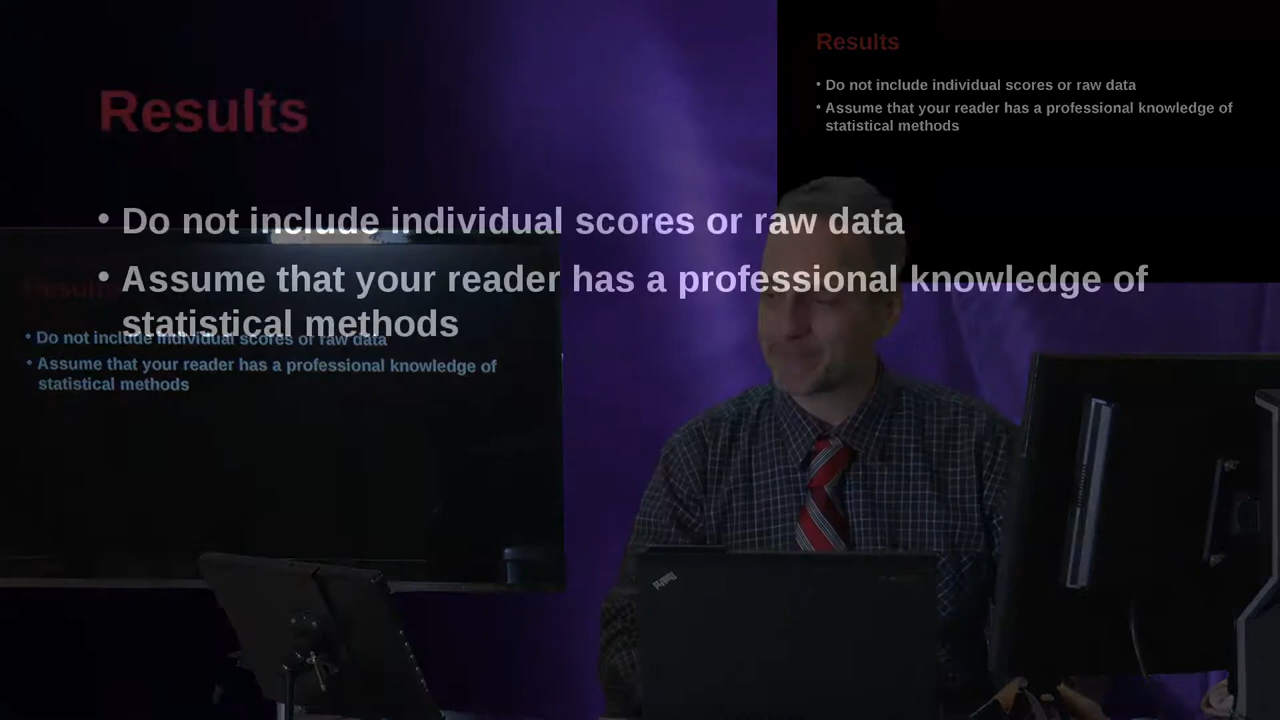 Results
• Do not include individual scores or raw data
• Assume that your reader has a professional knowledge of
statistical methods
Results
• Do not include individual scores or raw data
• Assume that your reader has a professional knowledge of
statistical methods
Results
• Do not include individual scores or raw data
• Assume that your reader has a professional knowledge of
statistical methods